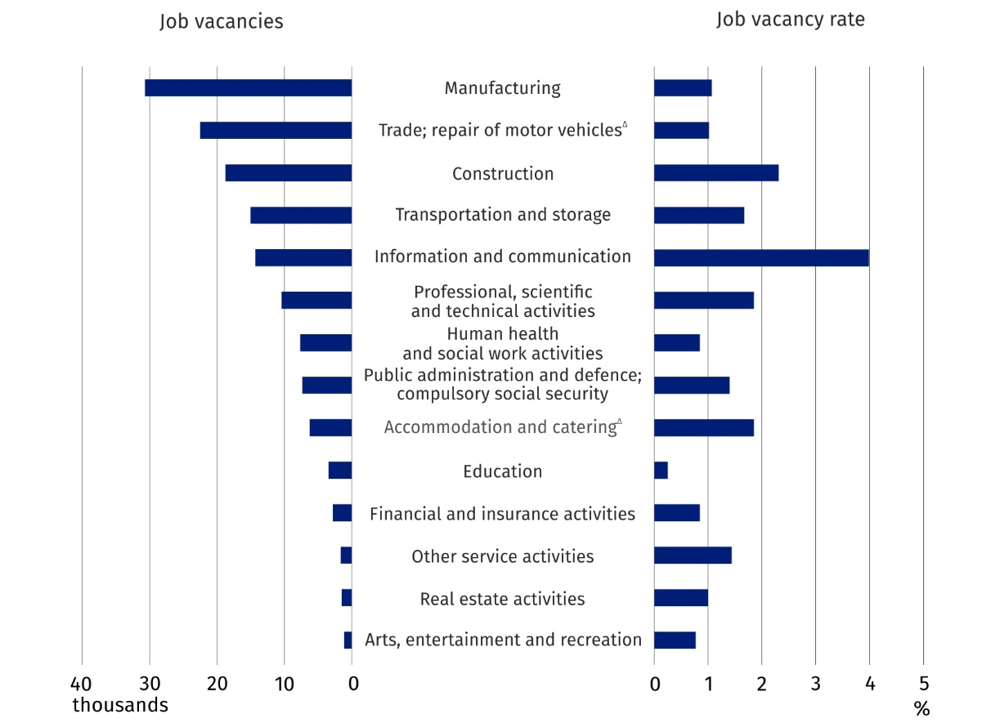 Job vacancies
Job vacancy rate
Manufacturing
Trade; repair of motor vehiclesᐃ
Construction
Transportation and storage
Information and communication
Professional, scientific
and technical activities
Human health
and social work activities
Public administration and defence;
compulsory social security
Accommodation and cateringᐃ
Education
Financial and insurance activities
Other service activities
Real estate activities
Arts, entertainment and recreation
40 30 20 10 0
thousands
0 1 2 3 4 5
%